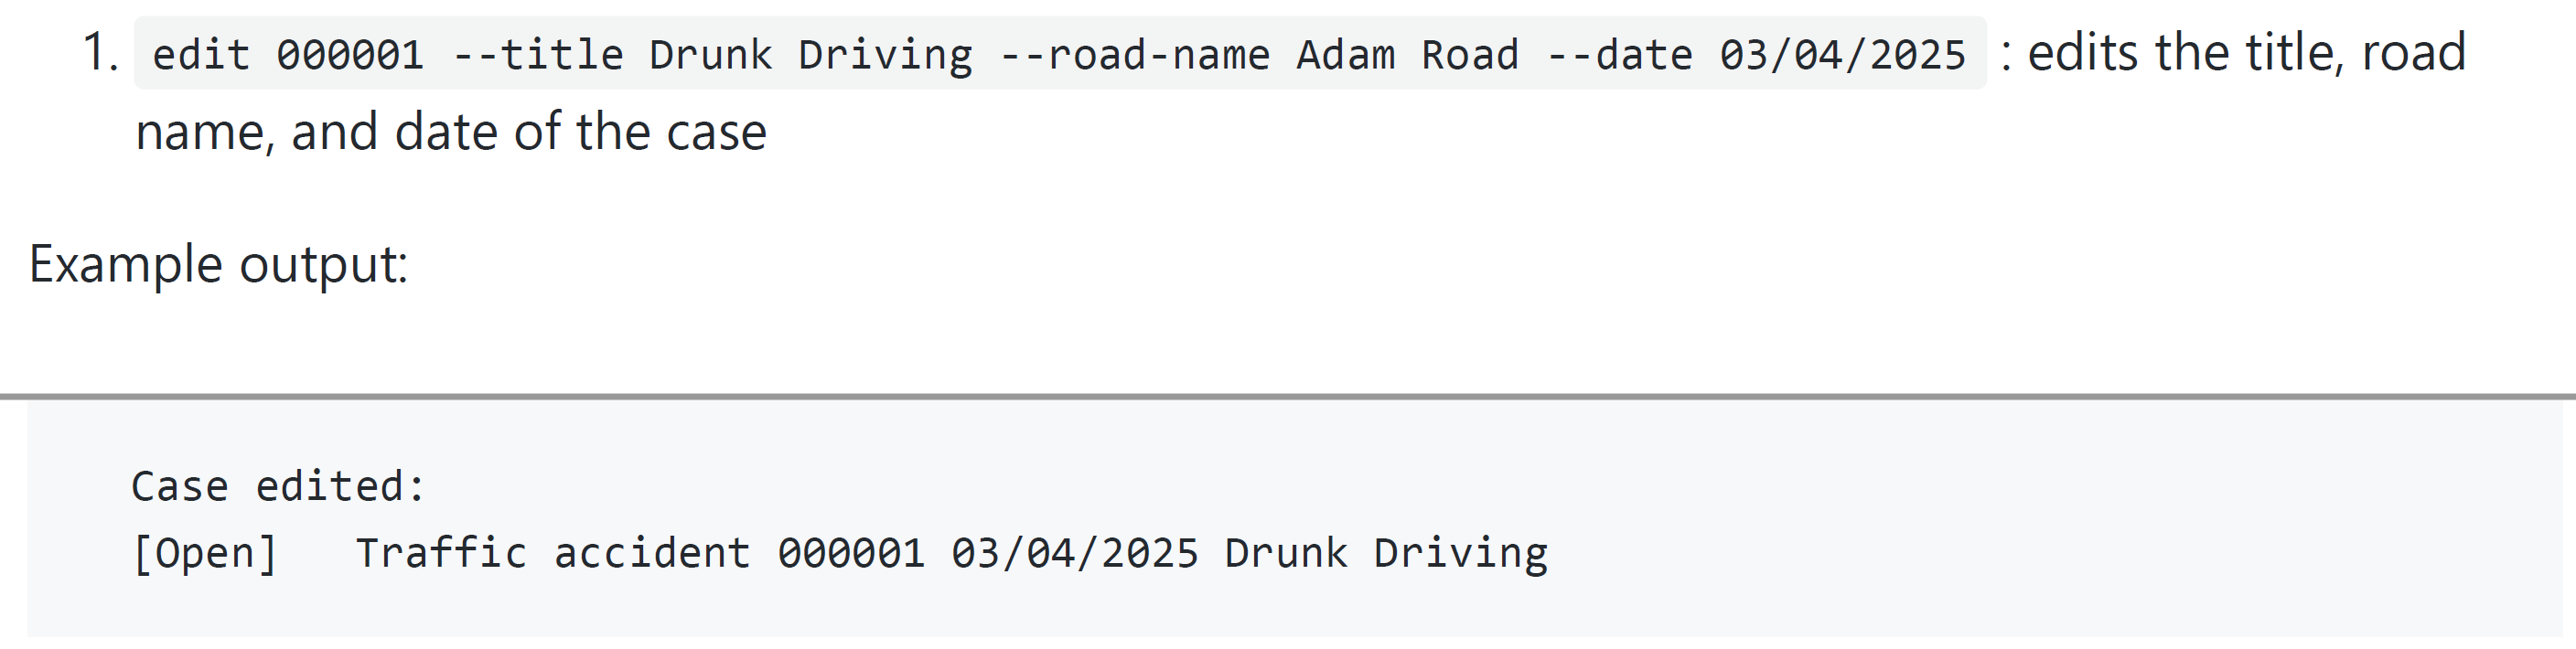 1. edit 000001 --title Drunk Driving --road-name Adam Road --date 03/04/2025 : edits the title, road
name, and date of the case
Example output:
Case edited:
[Open]   Traffic accident 000001 03/04/2025 Drunk Driving